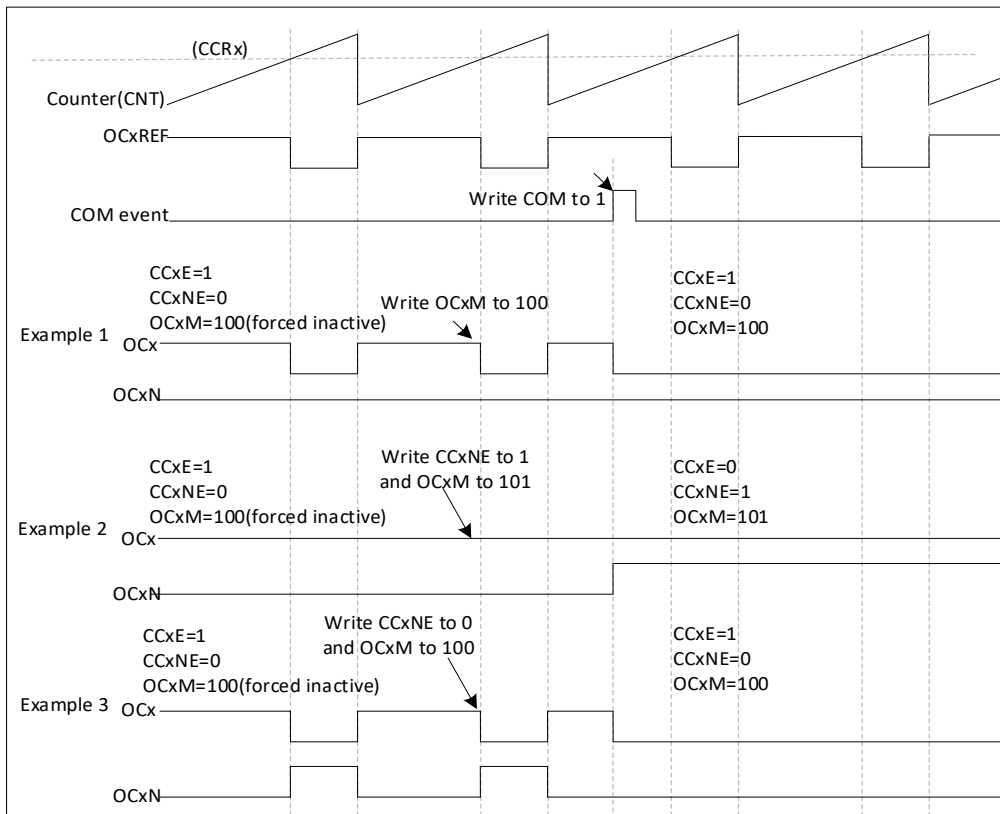 (CCRx)
Counter(CNT)
OCxREF
Write COM to 1
COM event
CCxE=1
CCxNE=0
OCxM=100(forced inactive)
Write OCxM to 100
CCxE=1
CCxNE=0
OCxM=100
Example 1
OCx
OCxN
CCxE=1
CCxNE=0
OCxM=100(forced inactive)
Write CCxNE to 1
and OCxM to 101
CCxE=0
CCxNE=1
OCxM=101
Example 2
OCx
OCxN
CCxE=1
CCxNE=0
OCxM=100(forced inactive)
Write CCxNE to 0
and OCxM to 100
CCxE=1
CCxNE=0
OCxM=100
Example 3
OCx
OCxN